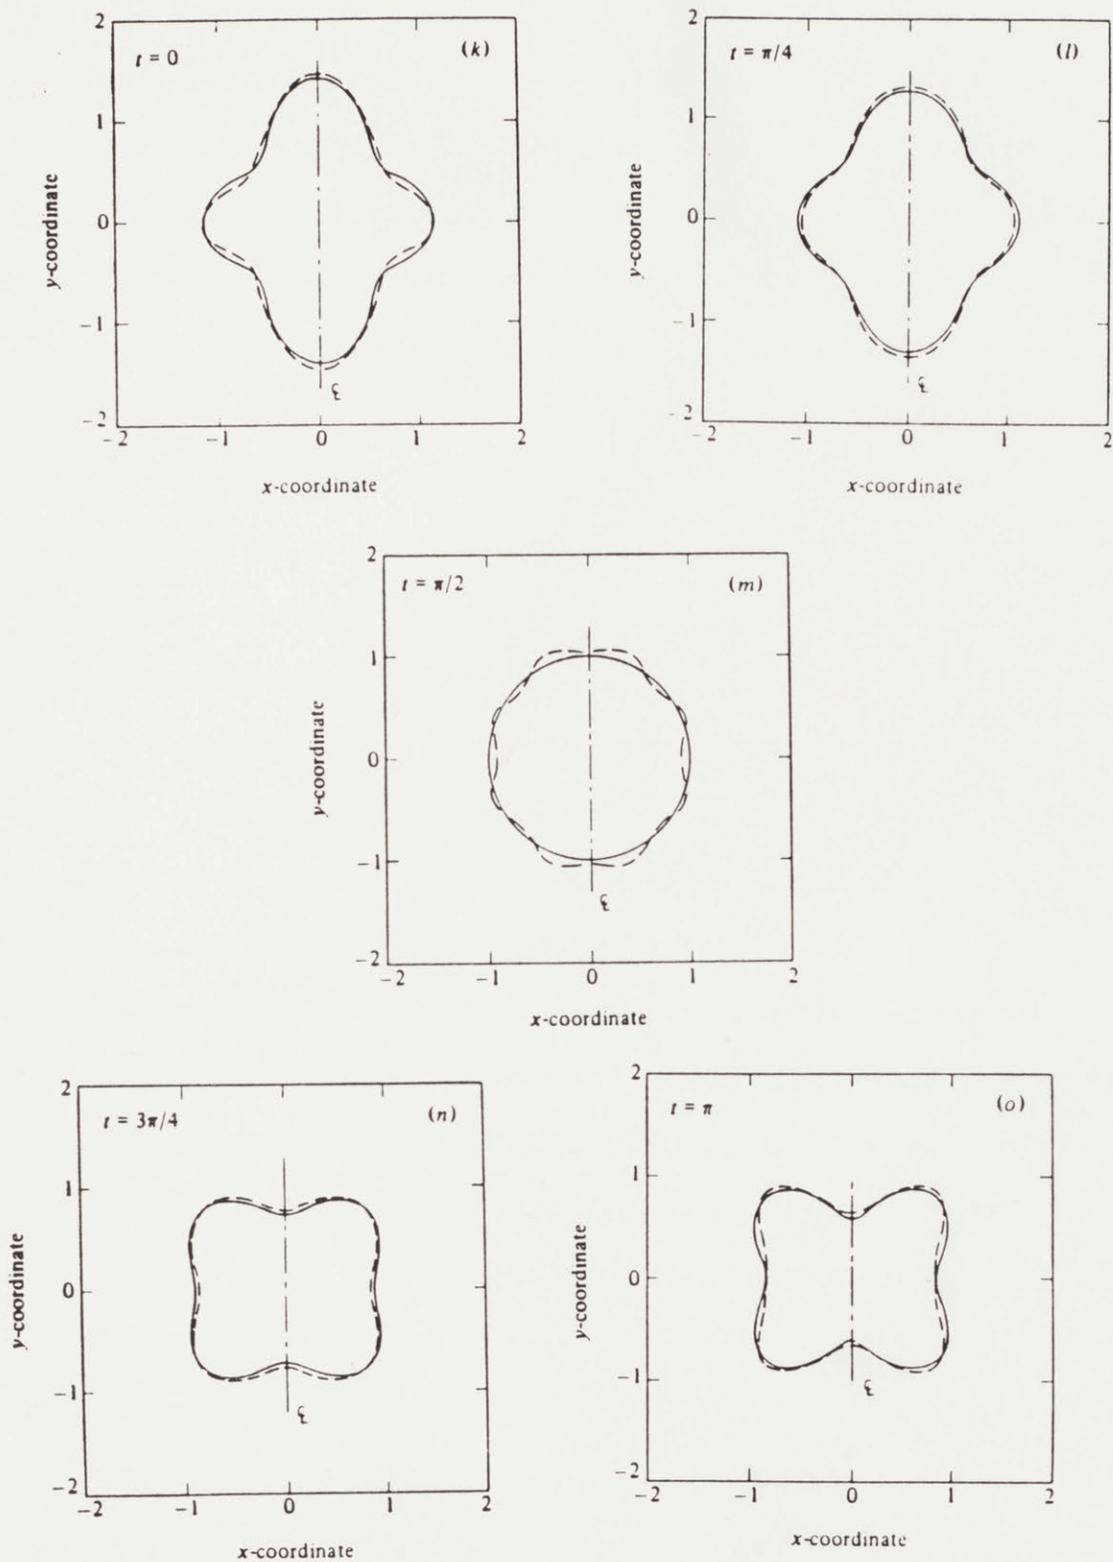 2
t = 0
(k)
1
y-coordinate
0
−1
℄
−2
−2 −1 0 1 2
x-coordinate
2
t = π/4
(l)
1
y-coordinate
0
−1
℄
−2
−2 −1 0 1 2
x-coordinate
2
t = π/2
(m)
1
y-coordinate
0
−1
℄
−2
−2 −1 0 1 2
x-coordinate
2
t = 3π/4
(n)
1
y-coordinate
0
−1
℄
−2
−2 −1 0 1 2
x-coordinate
2
t = π
(o)
1
y-coordinate
0
−1
℄
−2
−2 −1 0 1 2
x-coordinate